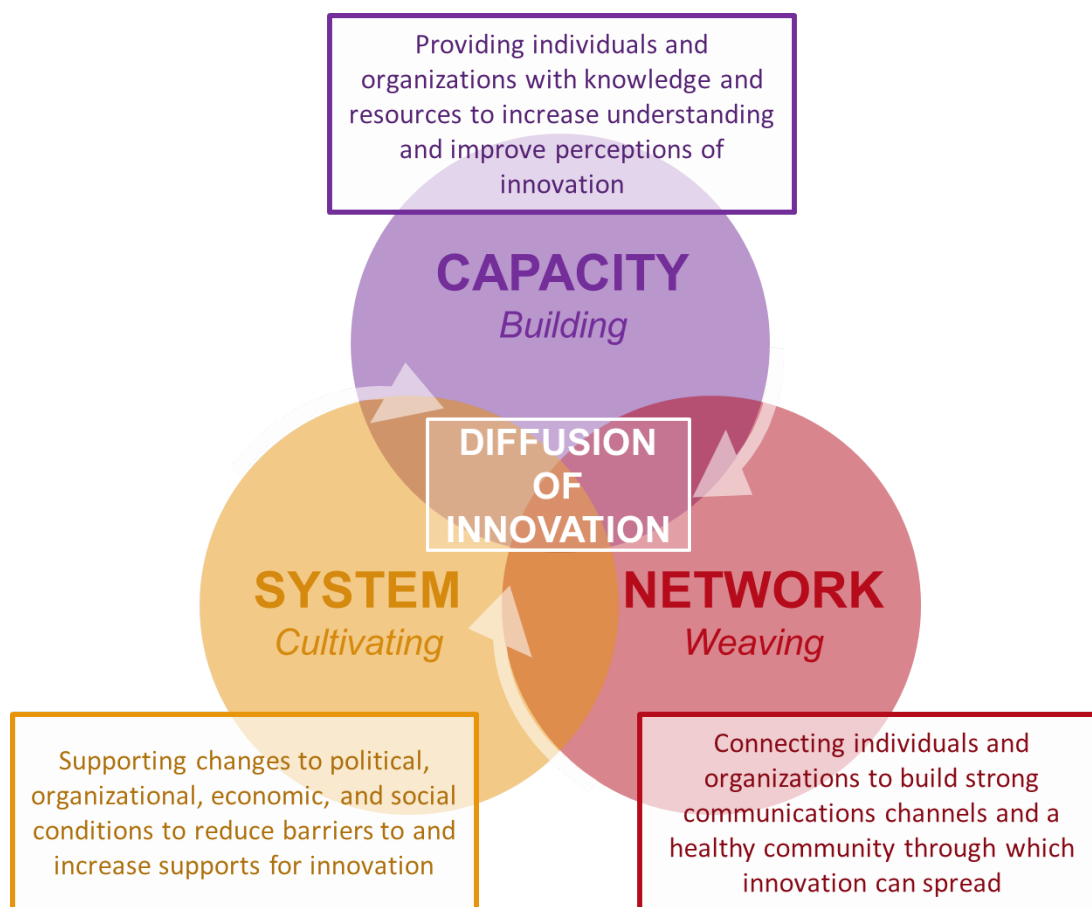 Providing individuals and
organizations with knowledge and
resources to increase understanding
and improve perceptions of
innovation
CAPACITY
Building
DIFFUSION
OF
INNOVATION
SYSTEM
Cultivating
NETWORK
Weaving
Supporting changes to political,
organizational, economic, and social
conditions to reduce barriers to and
increase supports for innovation
Connecting individuals and
organizations to build strong
communications channels and a
healthy community through which
innovation can spread